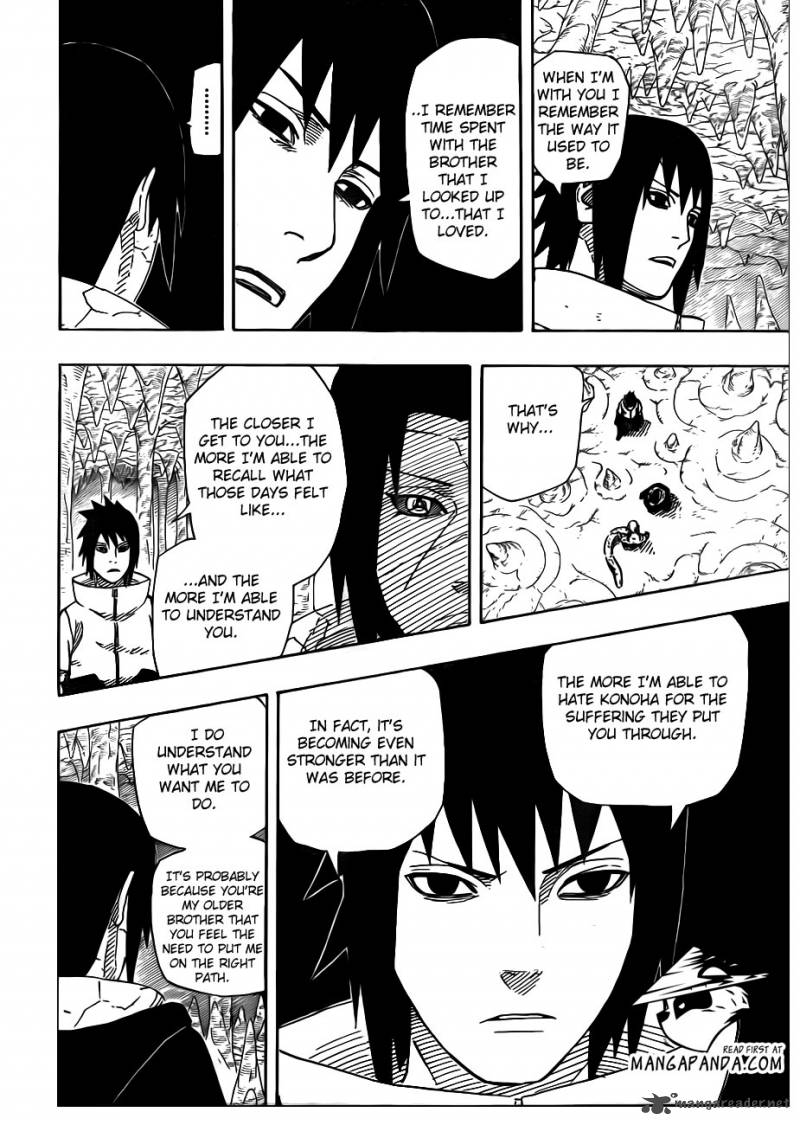 WHEN I'M
WITH YOU I
REMEMBER
THE WAY IT
USED TO
BE.
..I REMEMBER
TIME SPENT
WITH THE
BROTHER
THAT I
LOOKED UP
TO...THAT I
LOVED.
........
THAT'S
WHY...
THE CLOSER I
GET TO YOU...THE
MORE I'M ABLE TO
RECALL WHAT
THOSE DAYS FELT
LIKE...
...AND THE
MORE I'M ABLE
TO UNDERSTAND
YOU.
THE MORE I'M ABLE TO
HATE KONOHA FOR THE
SUFFERING THEY PUT
YOU THROUGH.
IN FACT, IT'S
BECOMING EVEN
STRONGER THAN IT
WAS BEFORE.
I DO
UNDERSTAND
WHAT YOU
WANT ME TO
DO.
IT'S PROBABLY
BECAUSE YOU'RE
MY OLDER
BROTHER THAT
YOU FEEL THE
NEED TO PUT ME
ON THE RIGHT
PATH.
READ FIRST AT
MANGAPANDA.COM
mangareader.net